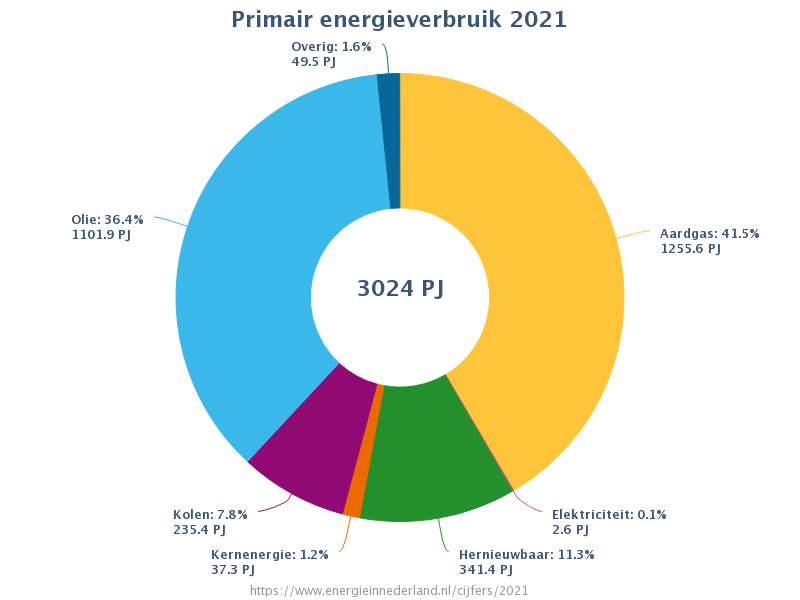 Primair energieverbruik 2021
Overig: 1.6%
49.5 PJ
Olie: 36.4%
1101.9 PJ
Aardgas: 41.5%
1255.6 PJ
3024 PJ
Kolen: 7.8%
235.4 PJ
Elektriciteit: 0.1%
2.6 PJ
Kernenergie: 1.2%
37.3 PJ
Hernieuwbaar: 11.3%
341.4 PJ
https://www.energieinnederland.nl/cijfers/2021